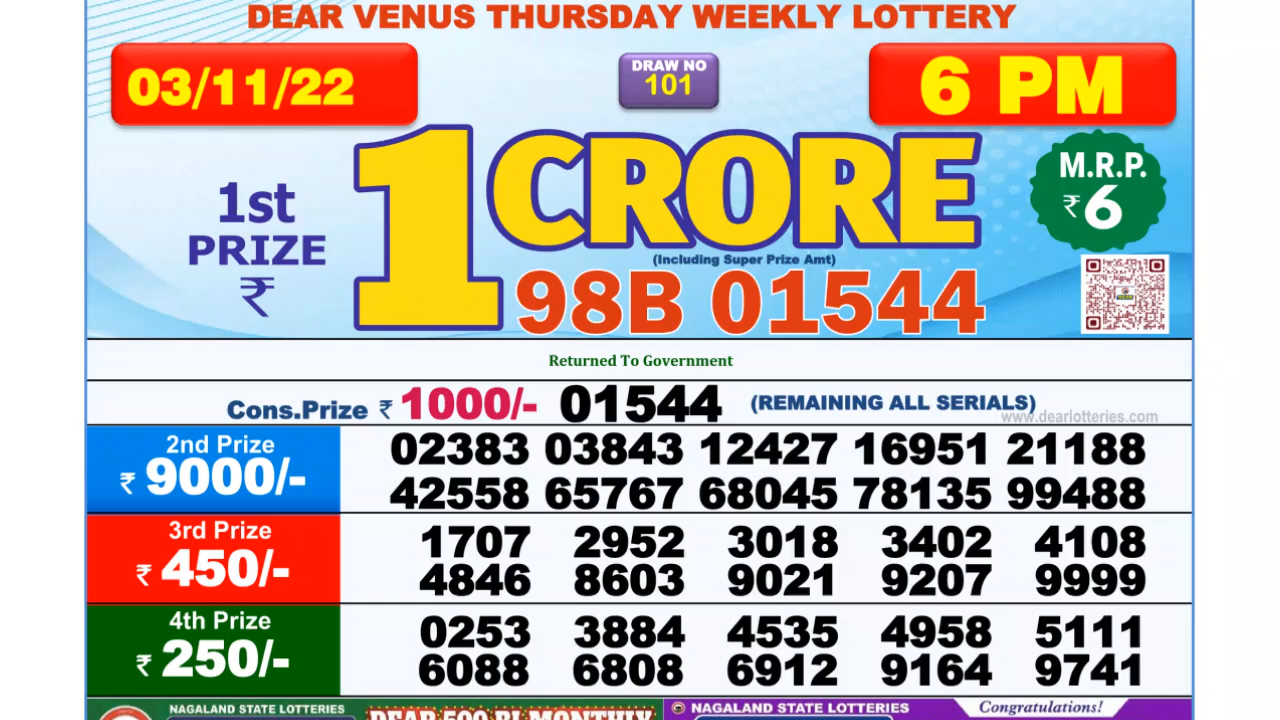 DEAR VENUS THURSDAY WEEKLY LOTTERY
03/11/22
DRAW NO
101
6 PM
1st
PRIZE
₹
1 CRORE
(Including Super Prize Amt)
98B 01544
M.R.P.
₹ 6
Returned To Government
Cons.Prize ₹ 1000/- 01544 (REMAINING ALL SERIALS)
www.dearlotteries.com
2nd Prize
₹ 9000/-
02383 03843 12427 16951 21188
42558 65767 68045 78135 99488
3rd Prize
₹ 450/-
1707 2952 3018 3402 4108
4846 8603 9021 9207 9999
4th Prize
₹ 250/-
0253 3884 4535 4958 5111
6088 6808 6912 9164 9741
NAGALAND STATE LOTTERIES
DEAR 500 BI-MONTHLY
NAGALAND STATE LOTTERIES
Congratulations!